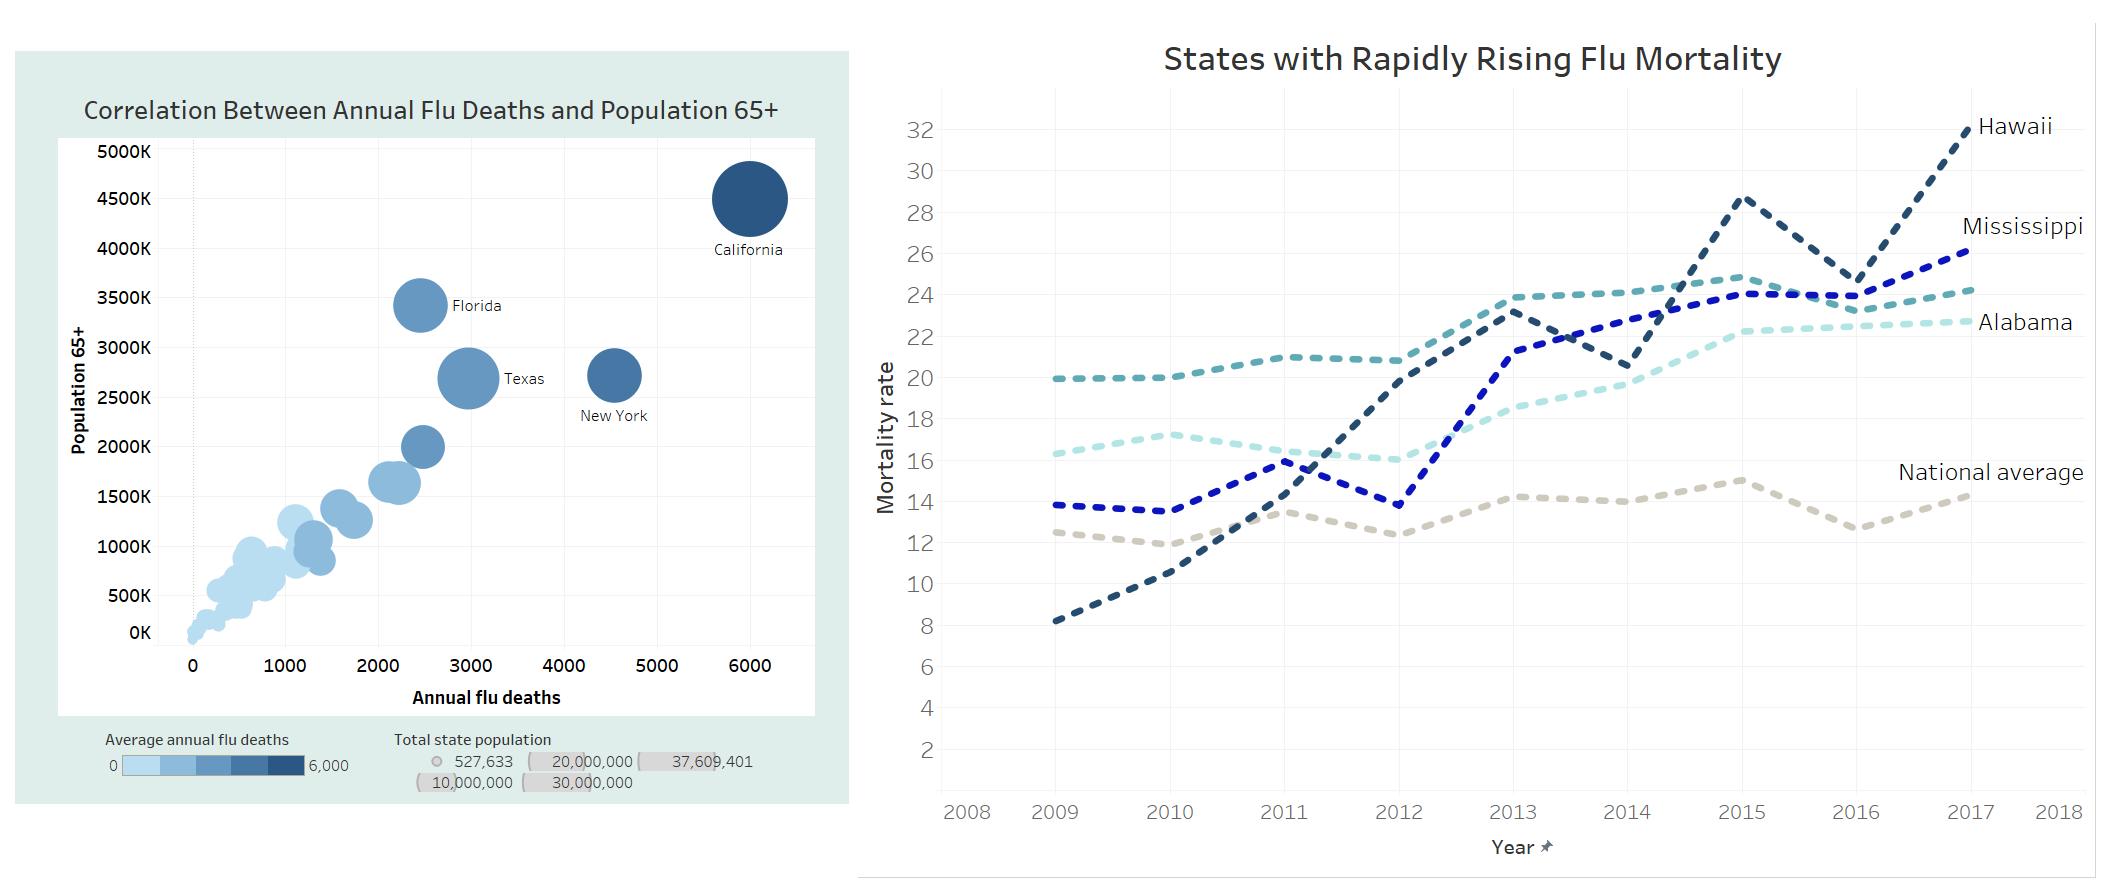 Correlation Between Annual Flu Deaths and Population 65+
5000K
4500K
4000K
3500K
3000K
2500K
2000K
1500K
1000K
500K
0K
Population 65+
California
Florida
Texas
New York
0 1000 2000 3000 4000 5000 6000
Annual flu deaths
Average annual flu deaths
0 6,000
Total state population
527,633 20,000,000 37,609,401
10,000,000 30,000,000
States with Rapidly Rising Flu Mortality
32
30
28
26
24
22
20
18
16
14
12
10
8
6
4
2
Mortality rate
Hawaii
Mississippi
Alabama
National average
2008 2009 2010 2011 2012 2013 2014 2015 2016 2017 2018
Year